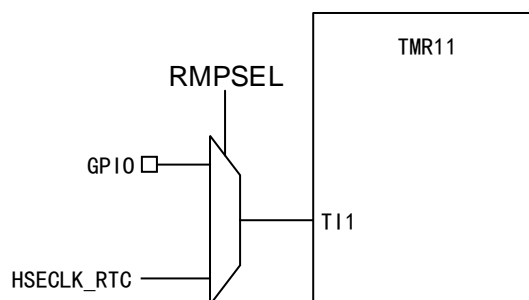 TMR11
RMPSEL
GPIO
TI1
HSECLK_RTC